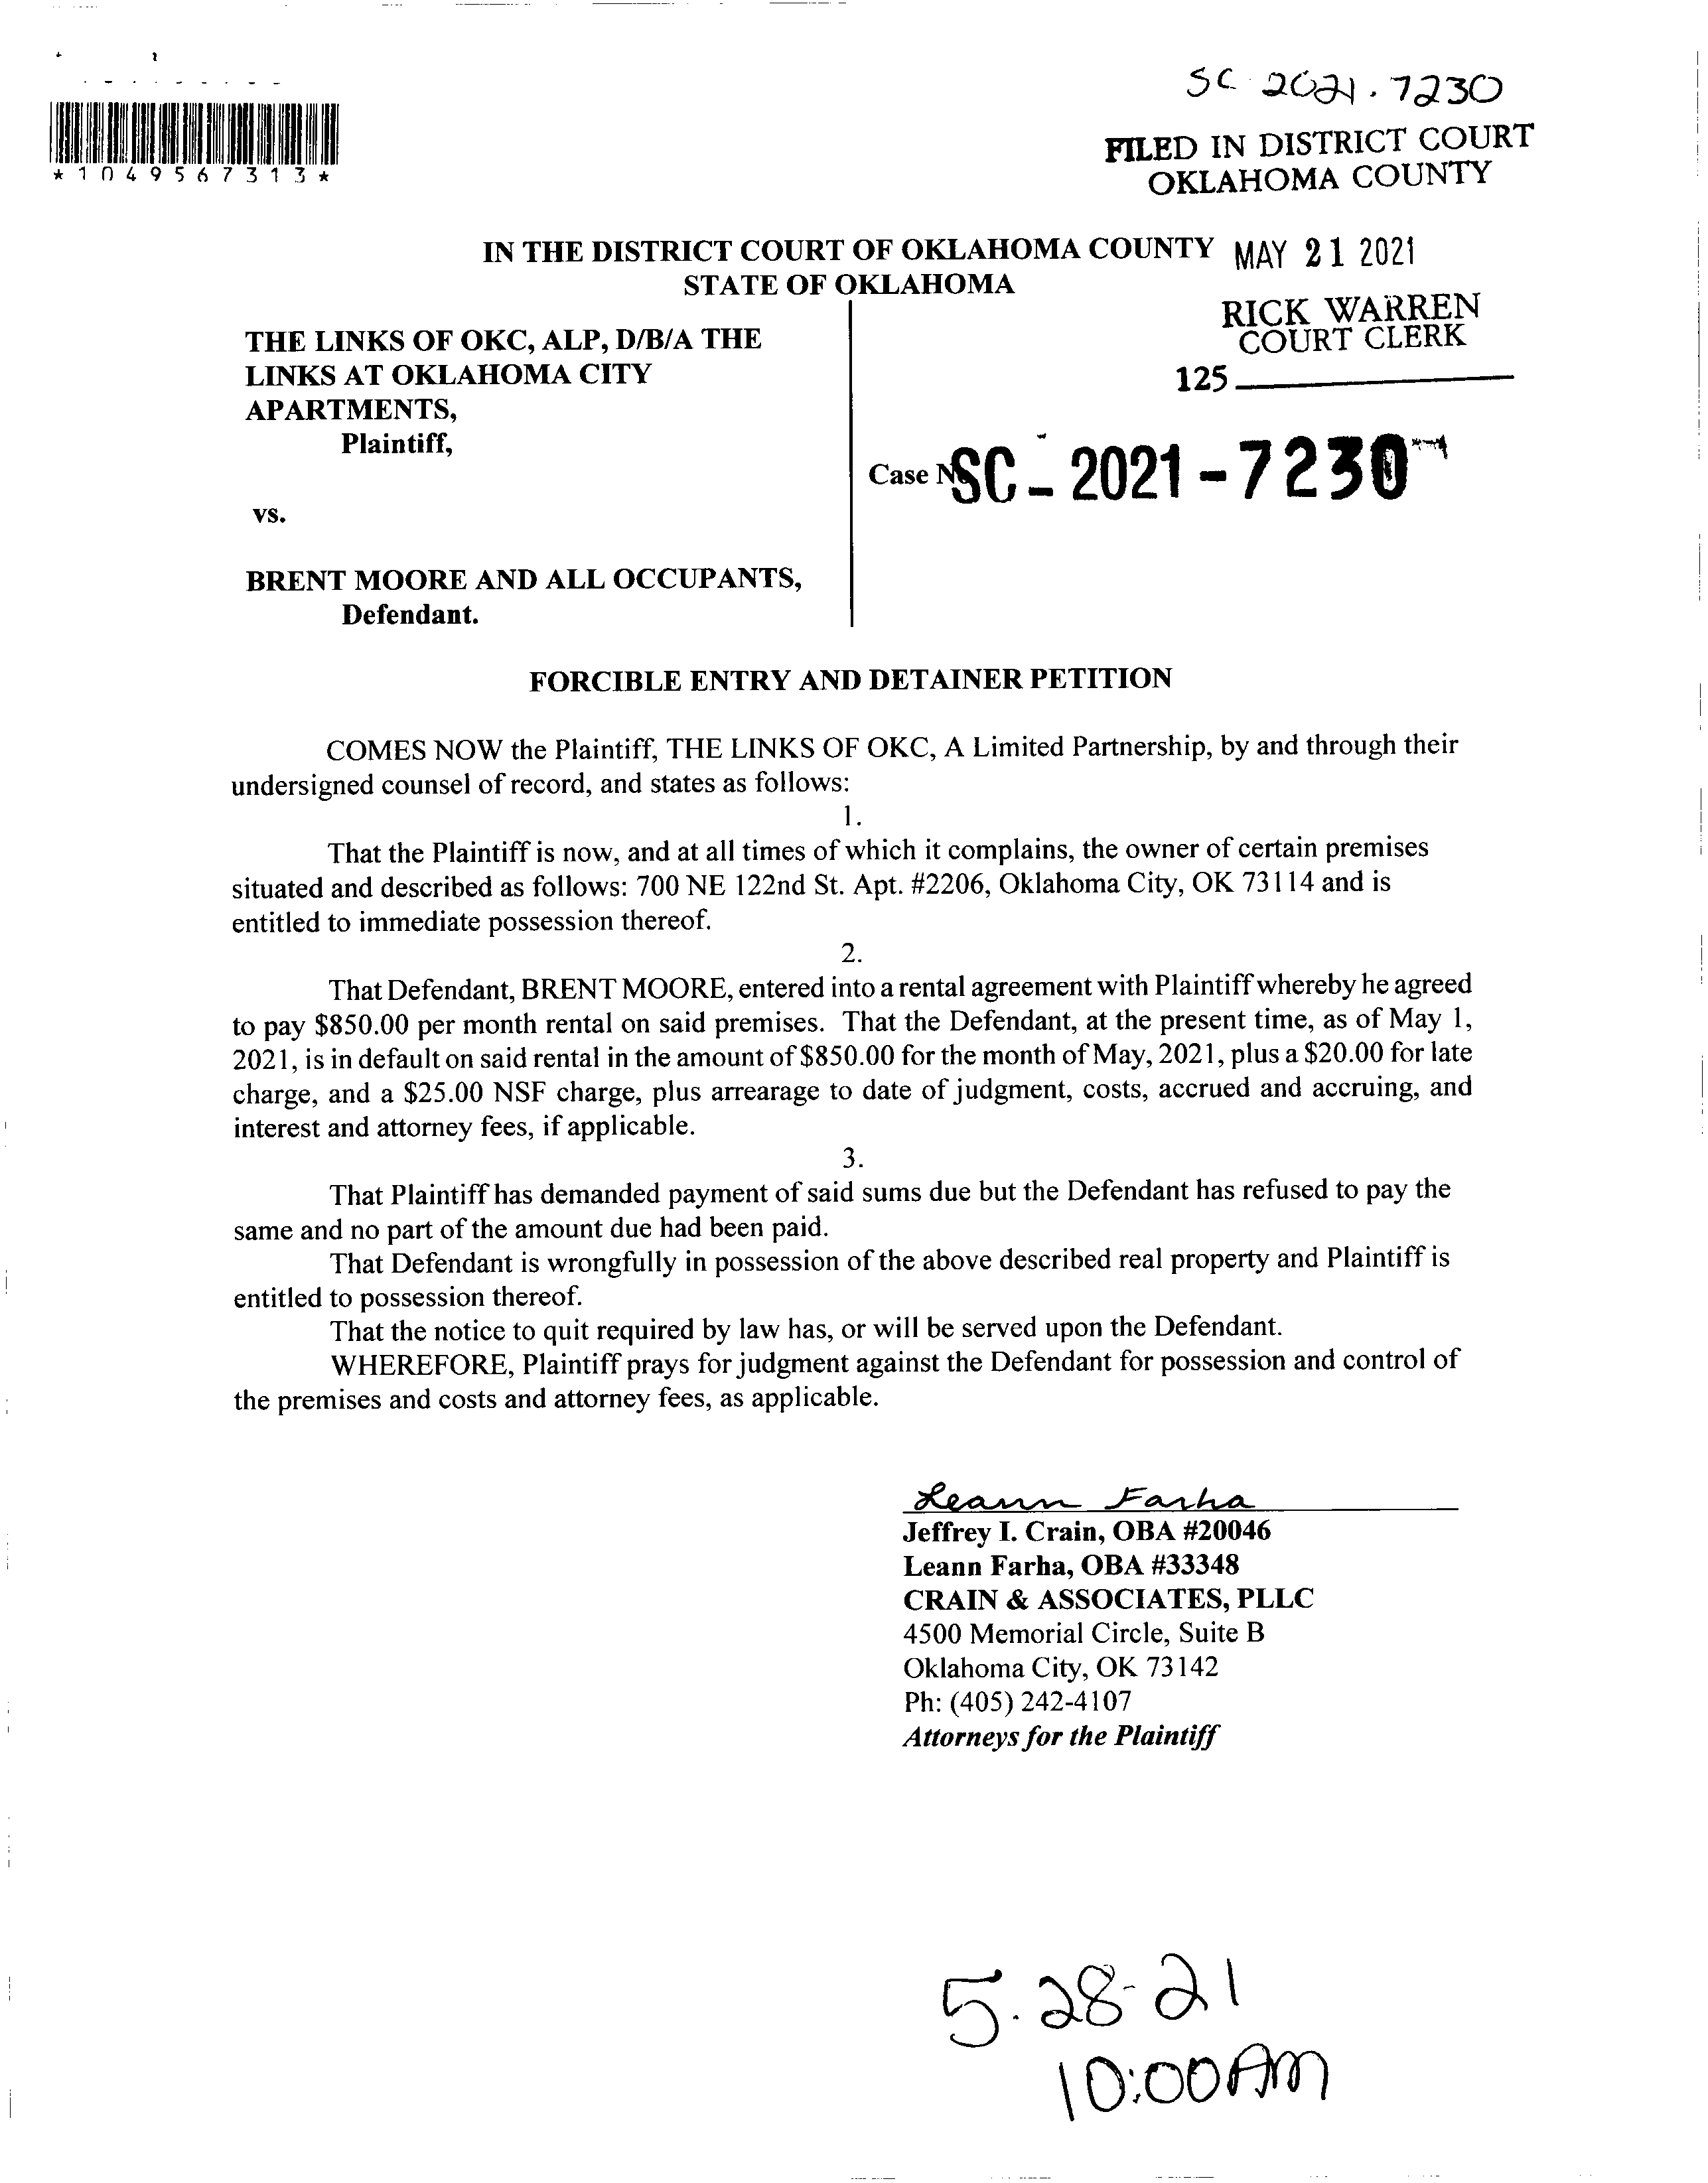 SC 2021.7230
*1049567313*
FILED IN DISTRICT COURT
OKLAHOMA COUNTY
IN THE DISTRICT COURT OF OKLAHOMA COUNTY MAY 21 2021
STATE OF OKLAHOMA
RICK WARREN
COURT CLERK
125
THE LINKS OF OKC, ALP, D/B/A THE
LINKS AT OKLAHOMA CITY
APARTMENTS,
Plaintiff,
Case No SC - 2021 - 7230
vs.
BRENT MOORE AND ALL OCCUPANTS,
Defendant.
FORCIBLE ENTRY AND DETAINER PETITION
COMES NOW the Plaintiff, THE LINKS OF OKC, A Limited Partnership, by and through their
undersigned counsel of record, and states as follows:
1.
That the Plaintiff is now, and at all times of which it complains, the owner of certain premises
situated and described as follows: 700 NE 122nd St. Apt. #2206, Oklahoma City, OK 73114 and is
entitled to immediate possession thereof.
2.
That Defendant, BRENT MOORE, entered into a rental agreement with Plaintiff whereby he agreed
to pay $850.00 per month rental on said premises. That the Defendant, at the present time, as of May 1,
2021, is in default on said rental in the amount of $850.00 for the month of May, 2021, plus a $20.00 for late
charge, and a $25.00 NSF charge, plus arrearage to date of judgment, costs, accrued and accruing, and
interest and attorney fees, if applicable.
3.
That Plaintiff has demanded payment of said sums due but the Defendant has refused to pay the
same and no part of the amount due had been paid.
That Defendant is wrongfully in possession of the above described real property and Plaintiff is
entitled to possession thereof.
That the notice to quit required by law has, or will be served upon the Defendant.
WHEREFORE, Plaintiff prays for judgment against the Defendant for possession and control of
the premises and costs and attorney fees, as applicable.
Leann Farha
Jeffrey I. Crain, OBA #20046
Leann Farha, OBA #33348
CRAIN & ASSOCIATES, PLLC
4500 Memorial Circle, Suite B
Oklahoma City, OK 73142
Ph: (405) 242-4107
Attorneys for the Plaintiff
5.28-21
10:00AM